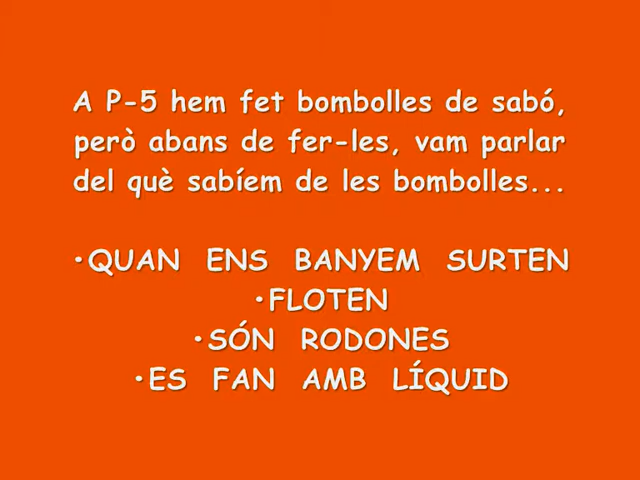 A P-5 hem fet bombolles de sabó,
però abans de fer-les, vam parlar
del què sabíem de les bombolles...
•QUAN ENS BANYEM SURTEN
•FLOTEN
•SÓN RODONES
•ES FAN AMB LÍQUID